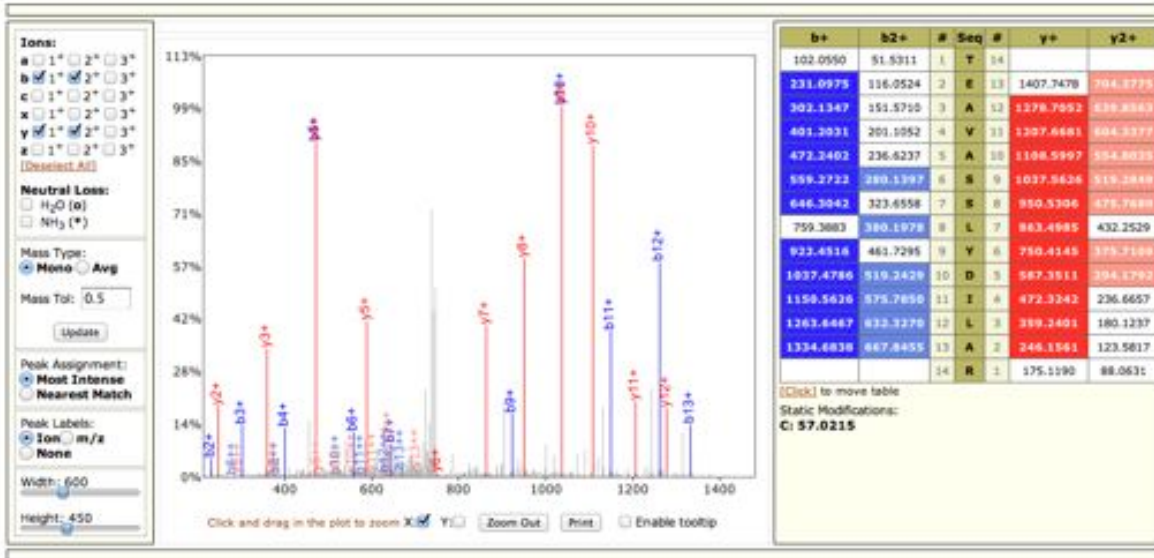 Ions:
a 1+ 2+ 3+
b 1+ 2+ 3+
c 1+ 2+ 3+
x 1+ 2+ 3+
y 1+ 2+ 3+
z 1+ 2+ 3+
[Deselect All]
Neutral Loss:
H2O (o)
NH3 (*)
Mass Type:
Mono Avg
Mass Tol: 0.5
Update
Peak Assignment:
Most Intense
Nearest Match
Peak Labels:
Ion m/z
None
Width: 600
Height: 450
113%
99%
85%
71%
57%
42%
28%
14%
0%
b2+
y2+
b3+
y3+
b4+
b6+
y5+
b7+
y6+
y7+
b9+
y8+
y10+
b11+
y11+
b12+
y12+
b13+
400 600 800 1000 1200 1400
Click and drag in the plot to zoom X: Y: Zoom Out Print Enable tooltip
b+ b2+ # Seq # y+ y2+
102.0550 51.5311 1 T 14
231.0975 116.0524 2 E 13 1407.7478 704.3775
302.1347 151.5710 3 A 12 1278.7052 639.8563
401.2031 201.1052 4 V 11 1207.6681 604.3377
472.2402 236.6237 5 A 10 1108.5997 554.8035
559.2722 280.1397 6 S 9 1037.5626 519.2849
646.3042 323.6558 7 S 8 950.5306 475.7689
759.3883 380.1978 8 L 7 863.4985 432.2529
922.4516 461.7295 9 Y 6 750.4145 375.7109
1037.4786 519.2429 10 D 5 587.3511 294.1792
1150.5626 575.7850 11 I 4 472.3242 236.6657
1263.6467 632.3270 12 L 3 359.2401 180.1237
1334.6838 667.8455 13 A 2 246.1561 123.5817
14 R 1 175.1190 88.0631
[Click] to move table
Static Modifications:
C: 57.0215